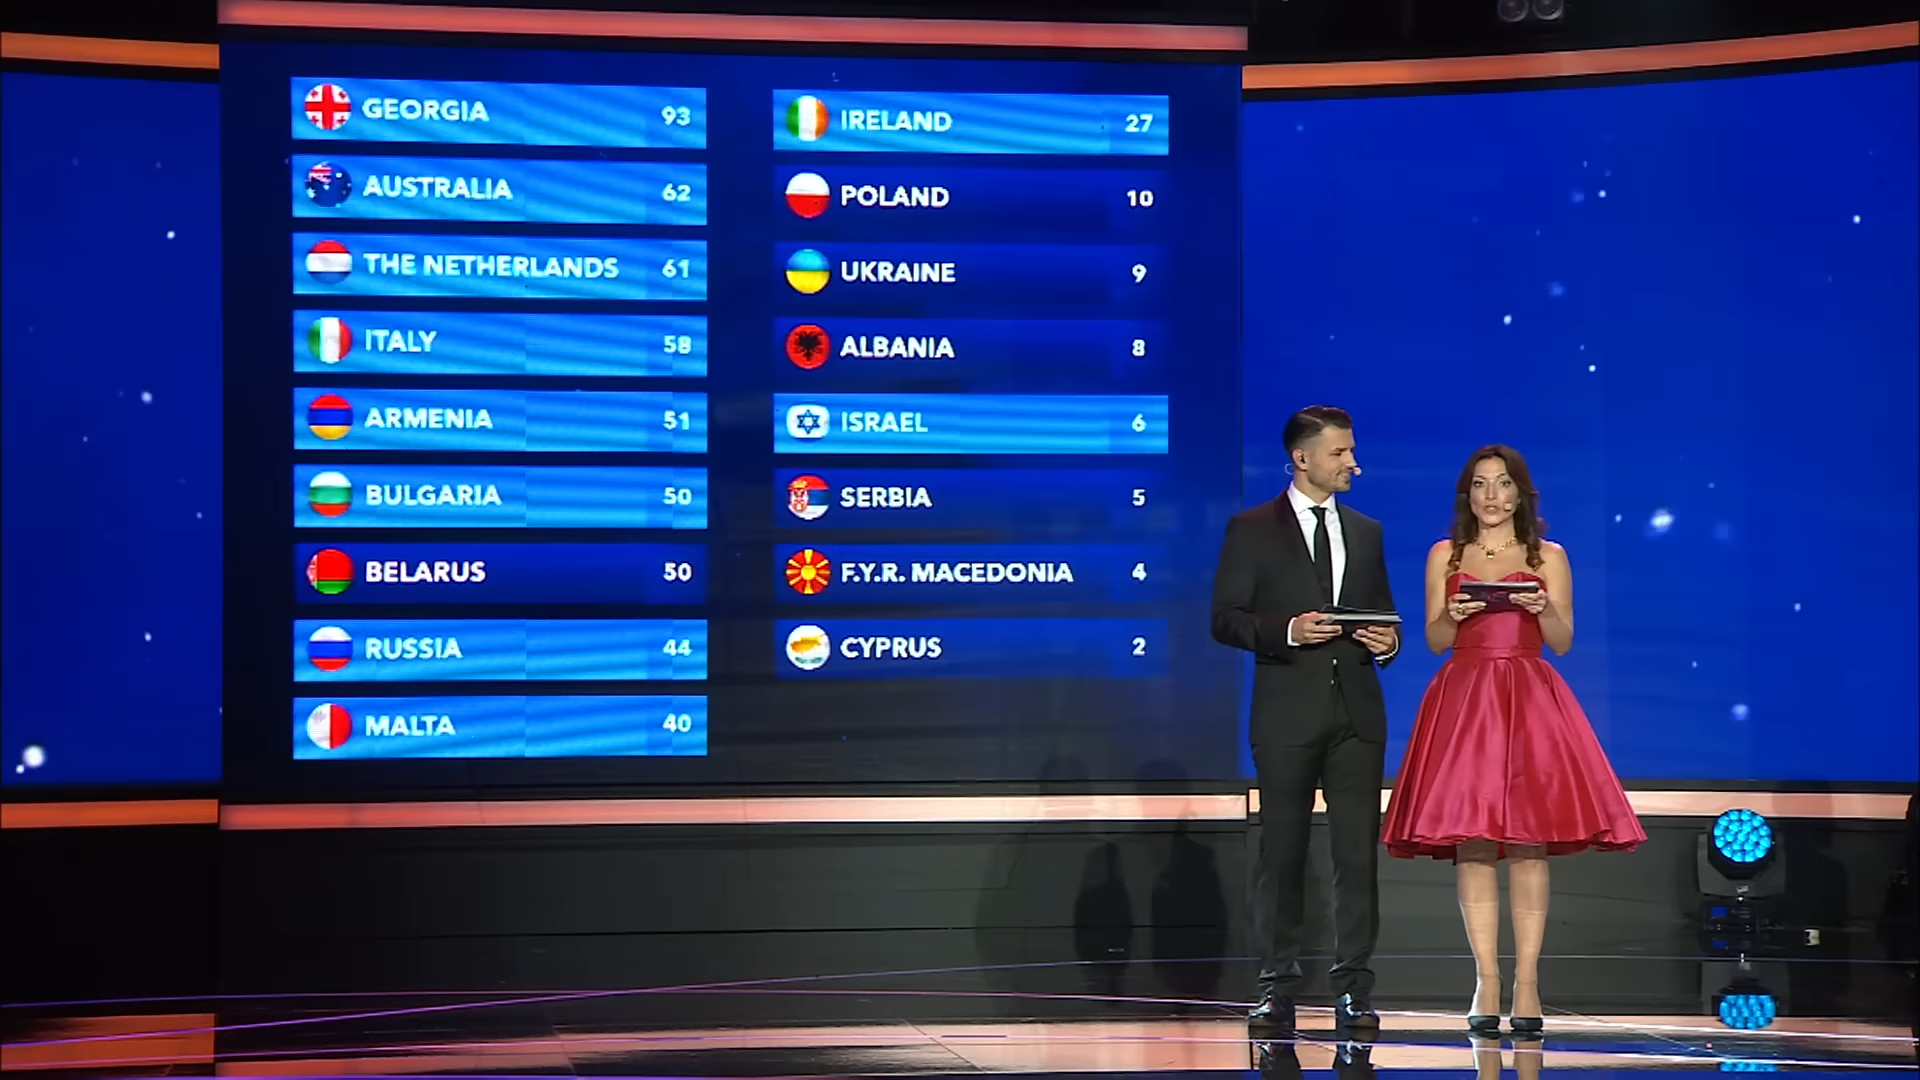 GEORGIA 93
AUSTRALIA 62
THE NETHERLANDS 61
ITALY 58
ARMENIA 51
BULGARIA 50
BELARUS 50
RUSSIA 44
MALTA 40
IRELAND 27
POLAND 10
UKRAINE 9
ALBANIA 8
ISRAEL 6
SERBIA 5
F.Y.R. MACEDONIA 4
CYPRUS 2